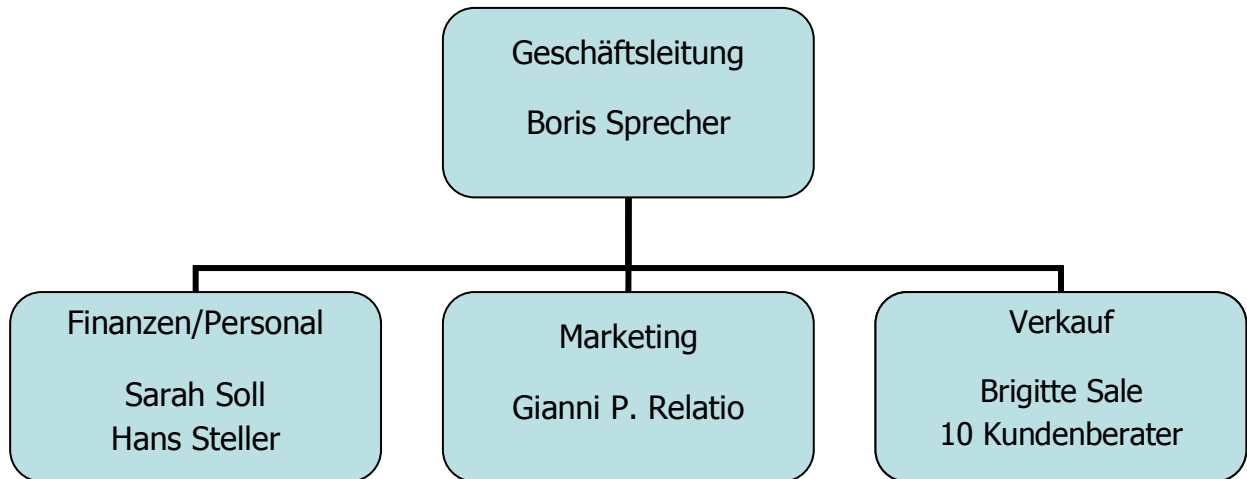 Geschäftsleitung
Boris Sprecher
Finanzen/Personal
Sarah Soll
Hans Steller
Marketing
Gianni P. Relatio
Verkauf
Brigitte Sale
10 Kundenberater